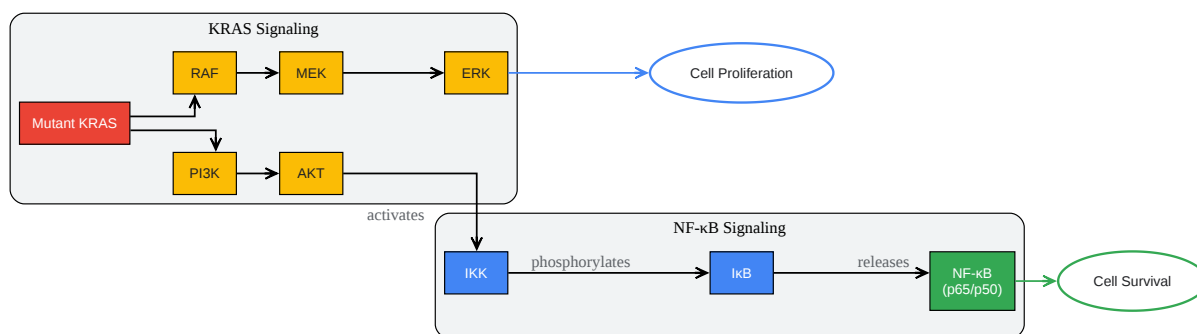 KRAS Signaling
RAF
MEK
ERK
Cell Proliferation
Mutant KRAS
PI3K
AKT
activates
NF-κB Signaling
IKK
phosphorylates
IκB
releases
NF-κB
(p65/p50)
Cell Survival